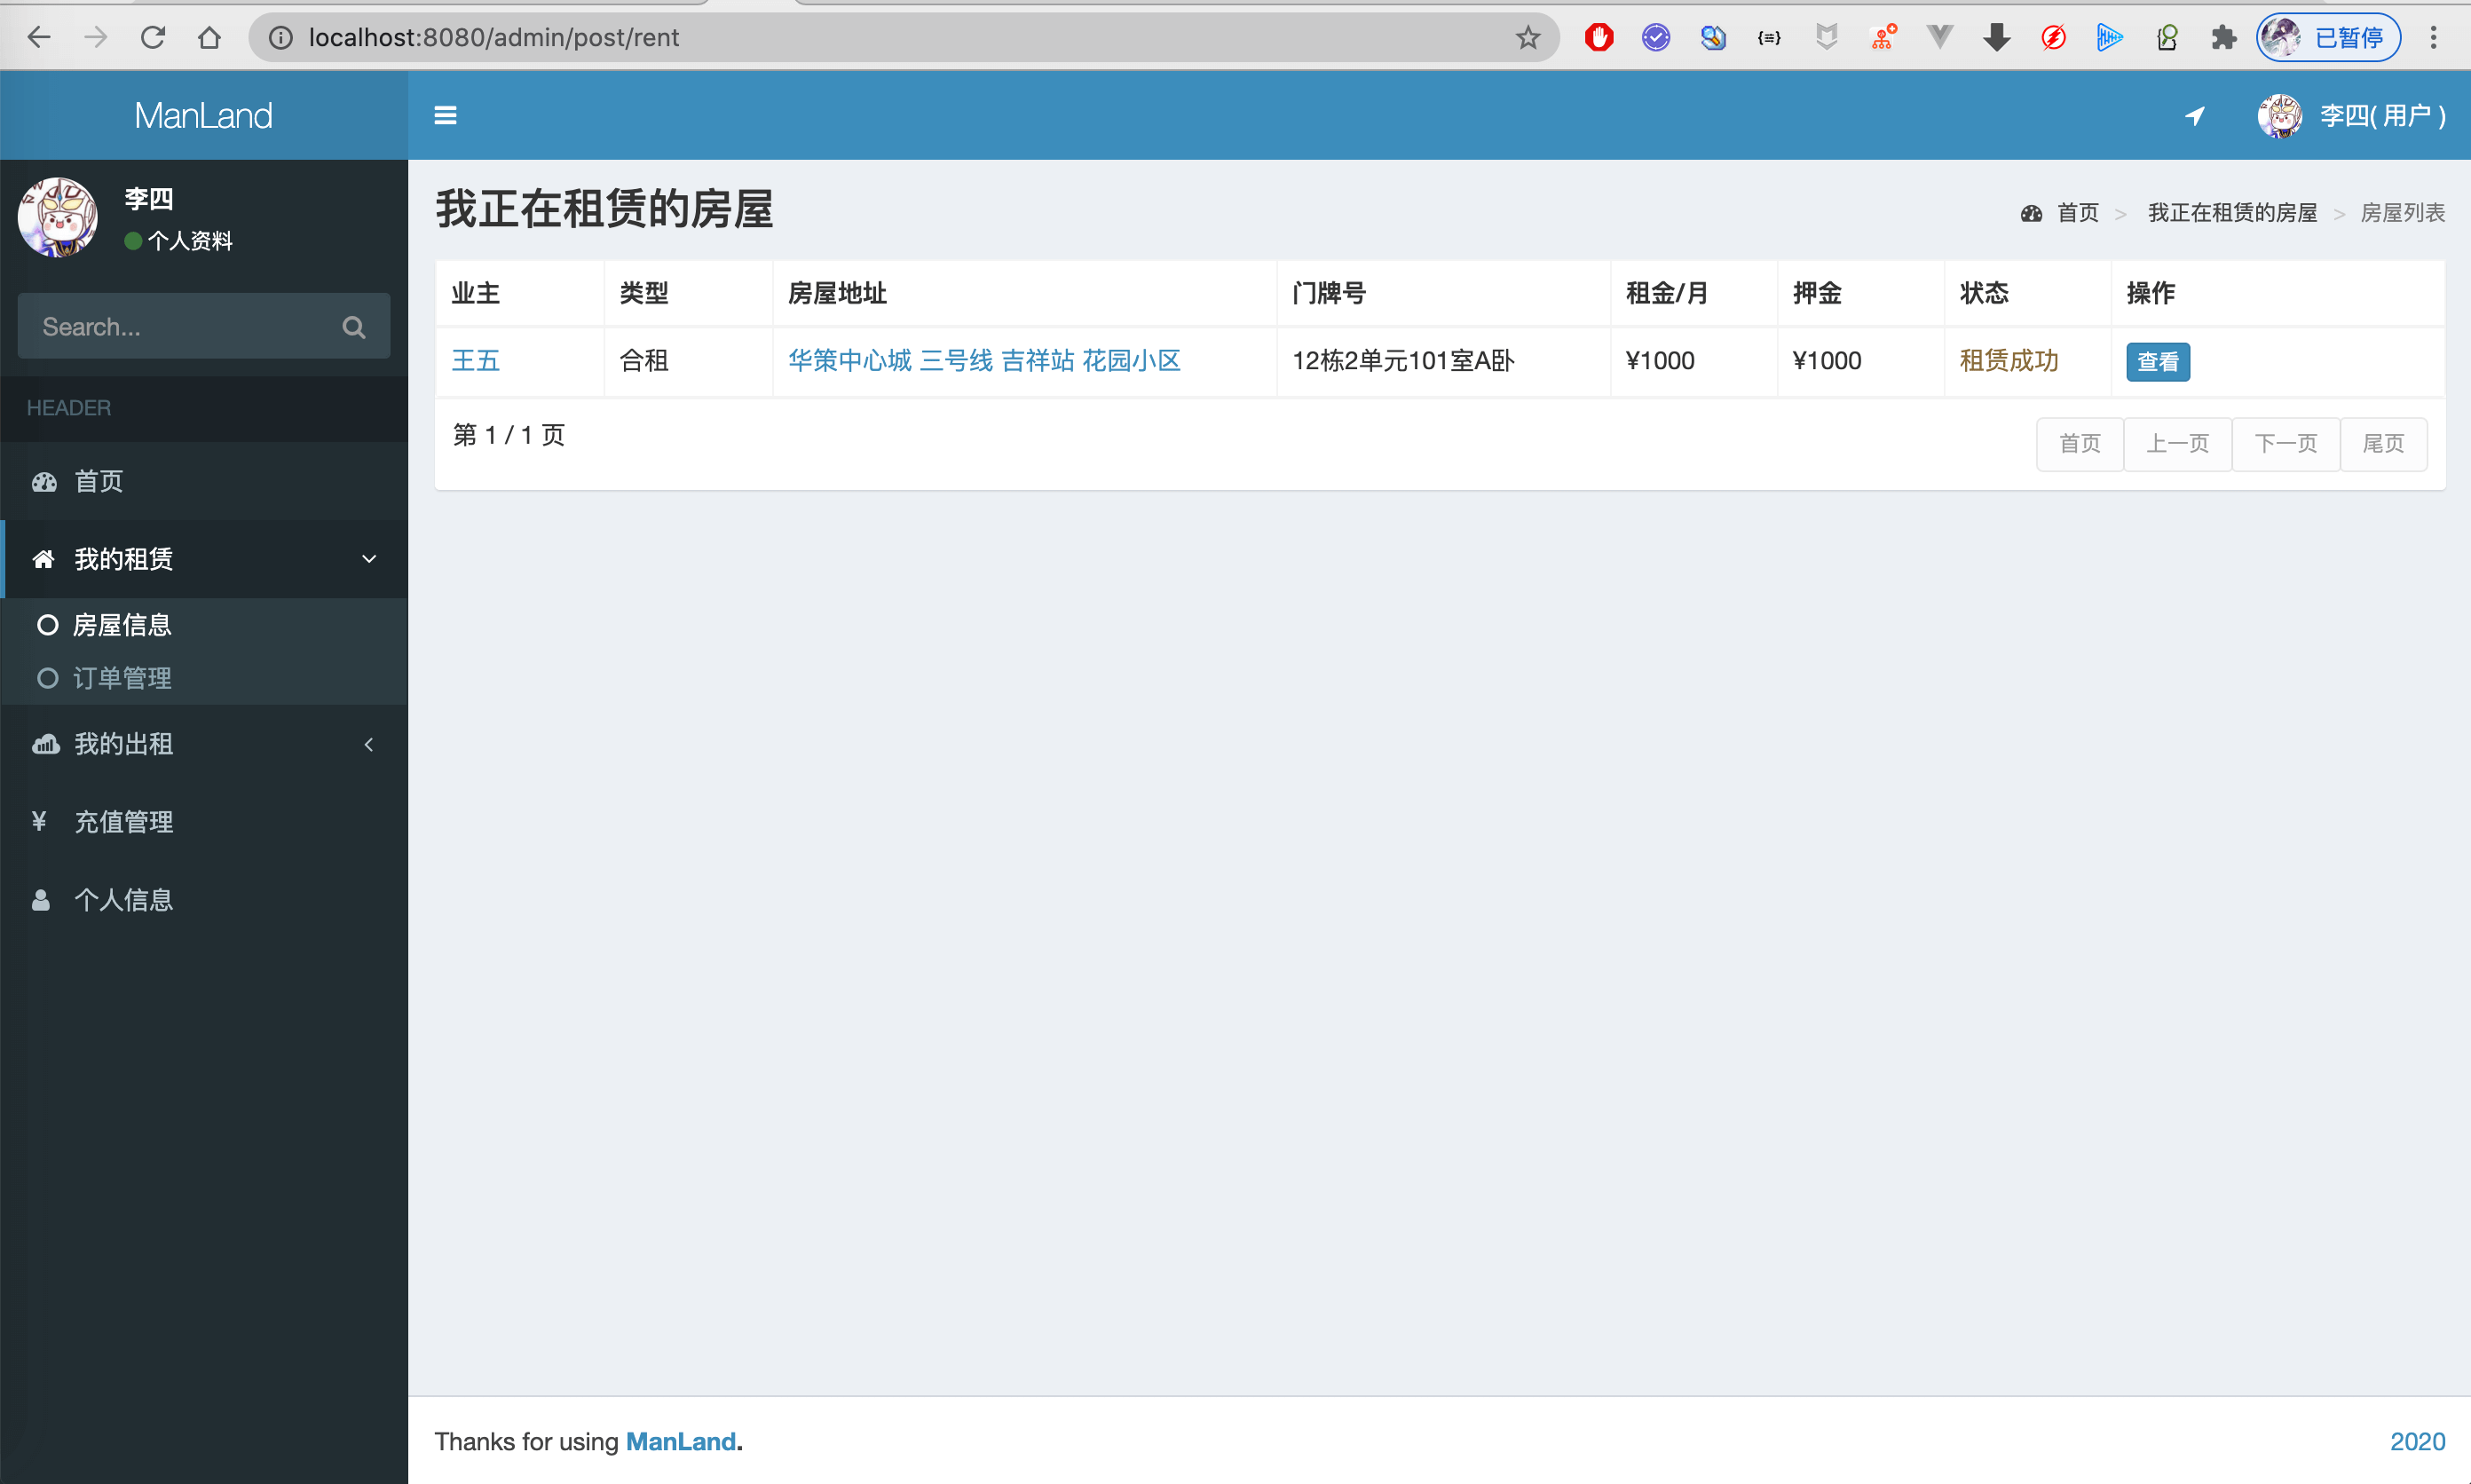 localhost:8080/admin/post/rent
已暂停
ManLand
李四( 用户 )
李四
个人资料
Search...
HEADER
首页
我的租赁
房屋信息
订单管理
我的出租
¥ 充值管理
个人信息
我正在租赁的房屋
首页 > 我正在租赁的房屋 > 房屋列表
业主 类型 房屋地址 门牌号 租金/月 押金 状态 操作
王五 合租 华策中心城 三号线 吉祥站 花园小区 12栋2单元101室A卧 ¥1000 ¥1000 租赁成功 查看
第 1 / 1 页
首页 上一页 下一页 尾页
Thanks for using ManLand.
2020